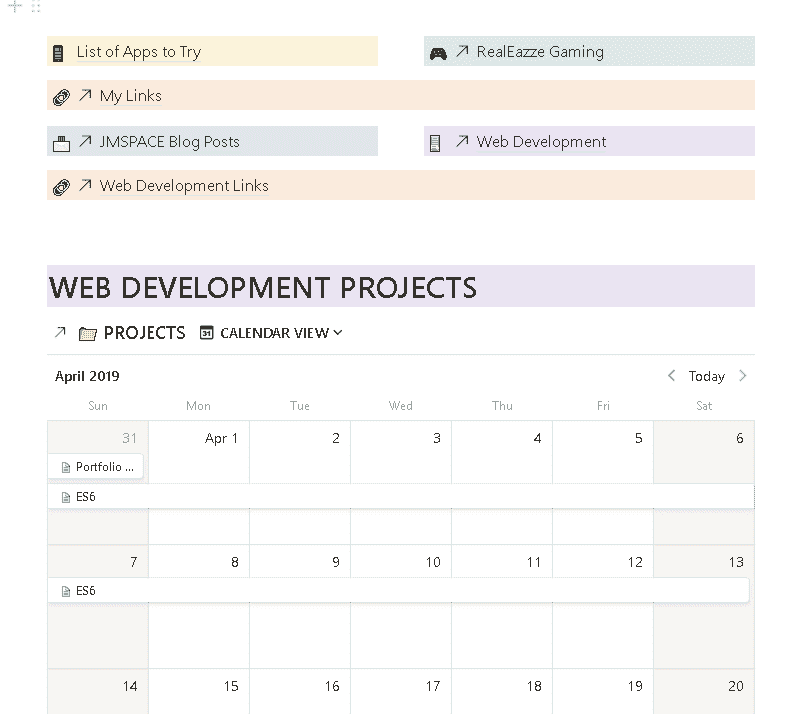 List of Apps to Try
RealEazze Gaming
My Links
JMSPACE Blog Posts
Web Development
Web Development Links
WEB DEVELOPMENT PROJECTS
PROJECTS 31 CALENDAR VIEW
April 2019 Today
Sun Mon Tue Wed Thu Fri Sat
31 Apr 1 2 3 4 5 6
Portfolio ...
ES6
7 8 9 10 11 12 13
ES6
14 15 16 17 18 19 20